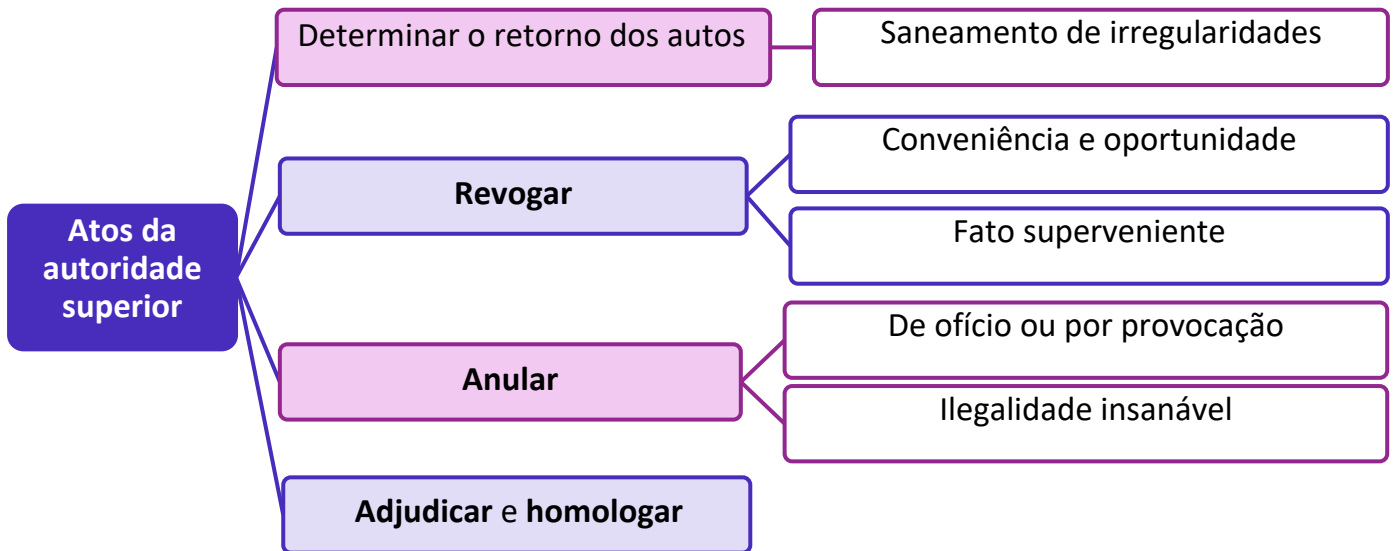 Determinar o retorno dos autos
Saneamento de irregularidades
Conveniência e oportunidade
Revogar
Fato superveniente
Atos da
autoridade
superior
De ofício ou por provocação
Anular
Ilegalidade insanável
Adjudicar e homologar